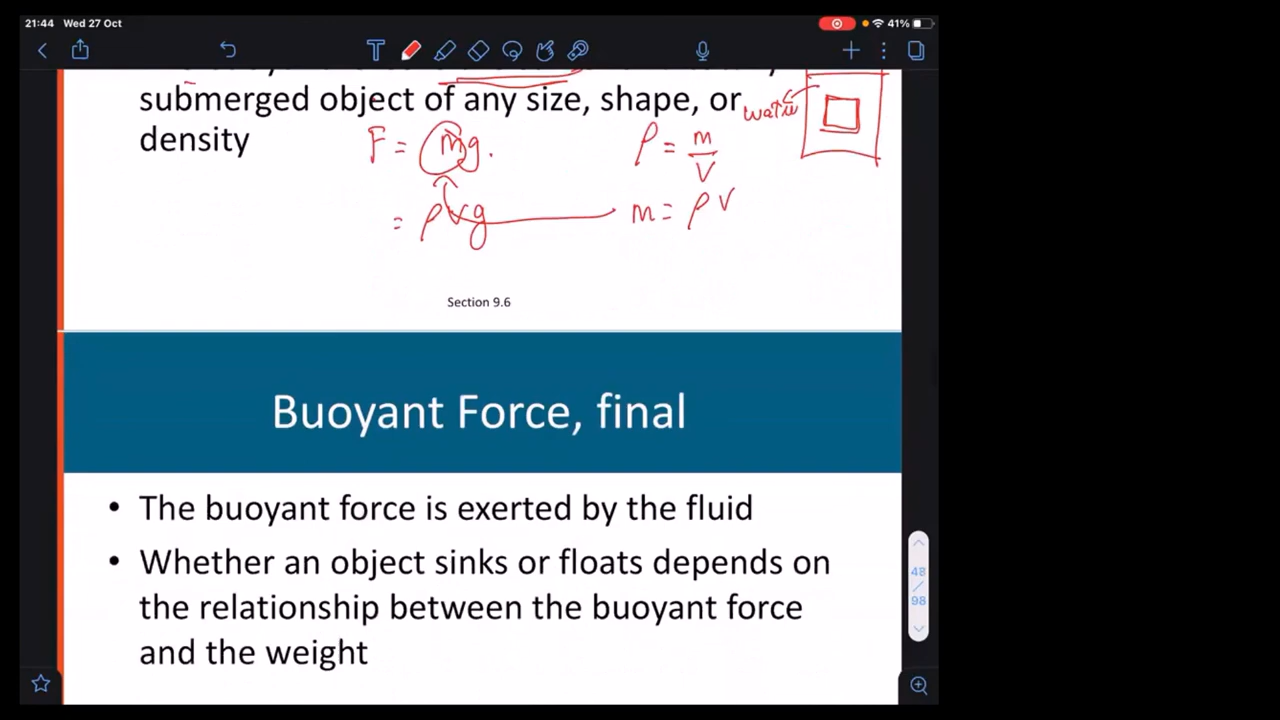 21:44 Wed 27 Oct
41%
submerged object of any size, shape, or
density
water
F = mg.
ρ = m/V
= ρVg
m = ρV
Section 9.6
Buoyant Force, final
• The buoyant force is exerted by the fluid
• Whether an object sinks or floats depends on
the relationship between the buoyant force
and the weight
48
/
98